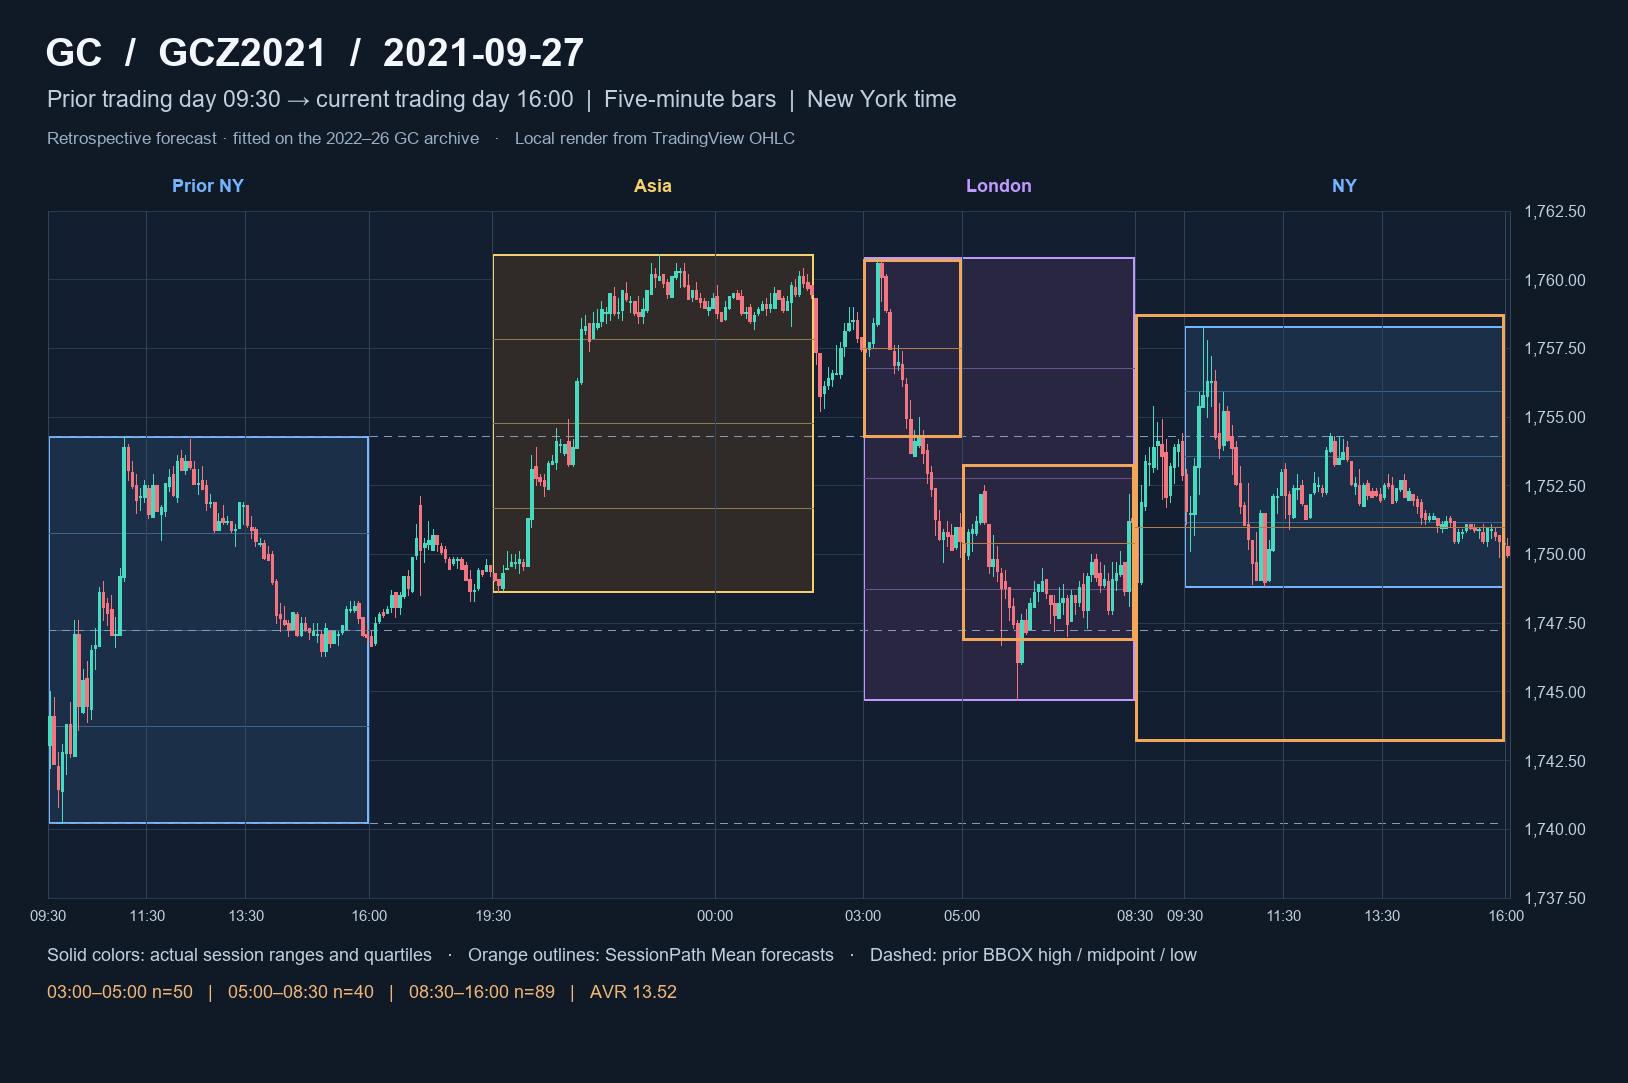 GC / GCZ2021 / 2021-09-27
Prior trading day 09:30 → current trading day 16:00 | Five-minute bars | New York time
Retrospective forecast · fitted on the 2022–26 GC archive · Local render from TradingView OHLC
Prior NY Asia London NY
1,762.50
1,760.00
1,757.50
1,755.00
1,752.50
1,750.00
1,747.50
1,745.00
1,742.50
1,740.00
1,737.50
09:30 11:30 13:30 16:00 19:30 00:00 03:00 05:00 08:30 09:30 11:30 13:30 16:00
Solid colors: actual session ranges and quartiles · Orange outlines: SessionPath Mean forecasts · Dashed: prior BBOX high / midpoint / low
03:00–05:00 n=50 | 05:00–08:30 n=40 | 08:30–16:00 n=89 | AVR 13.52